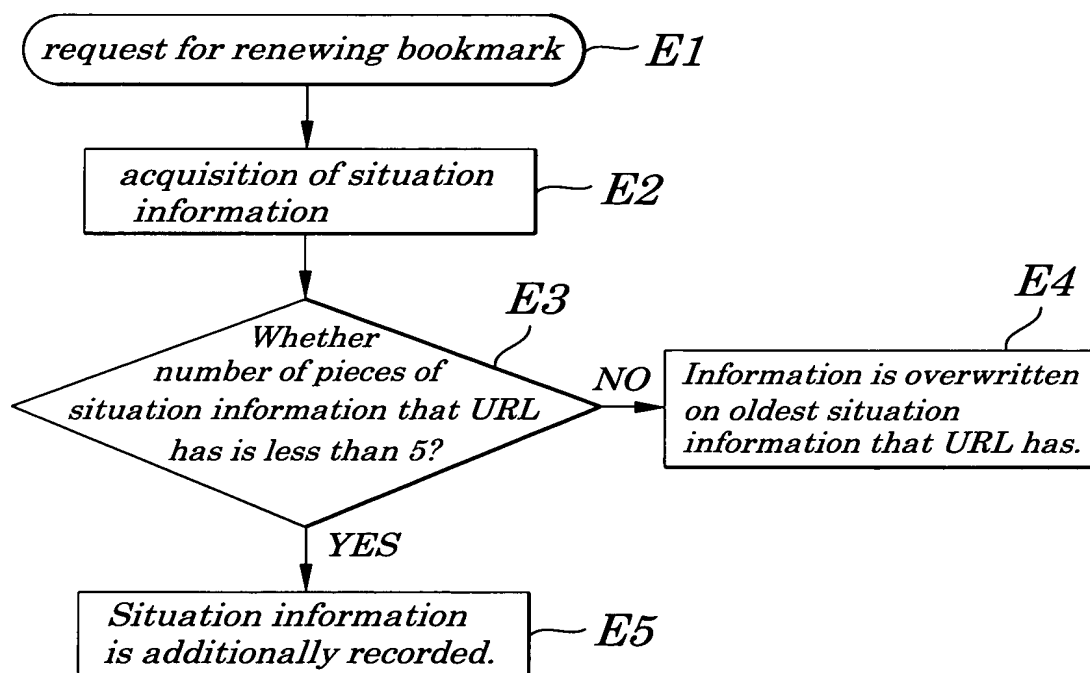 request for renewing bookmark
E1
acquisition of situation
information
E2
E3
Whether
number of pieces of
situation information that URL
has is less than 5?
NO
E4
Information is overwritten
on oldest situation
information that URL has.
YES
Situation information
is additionally recorded.
E5